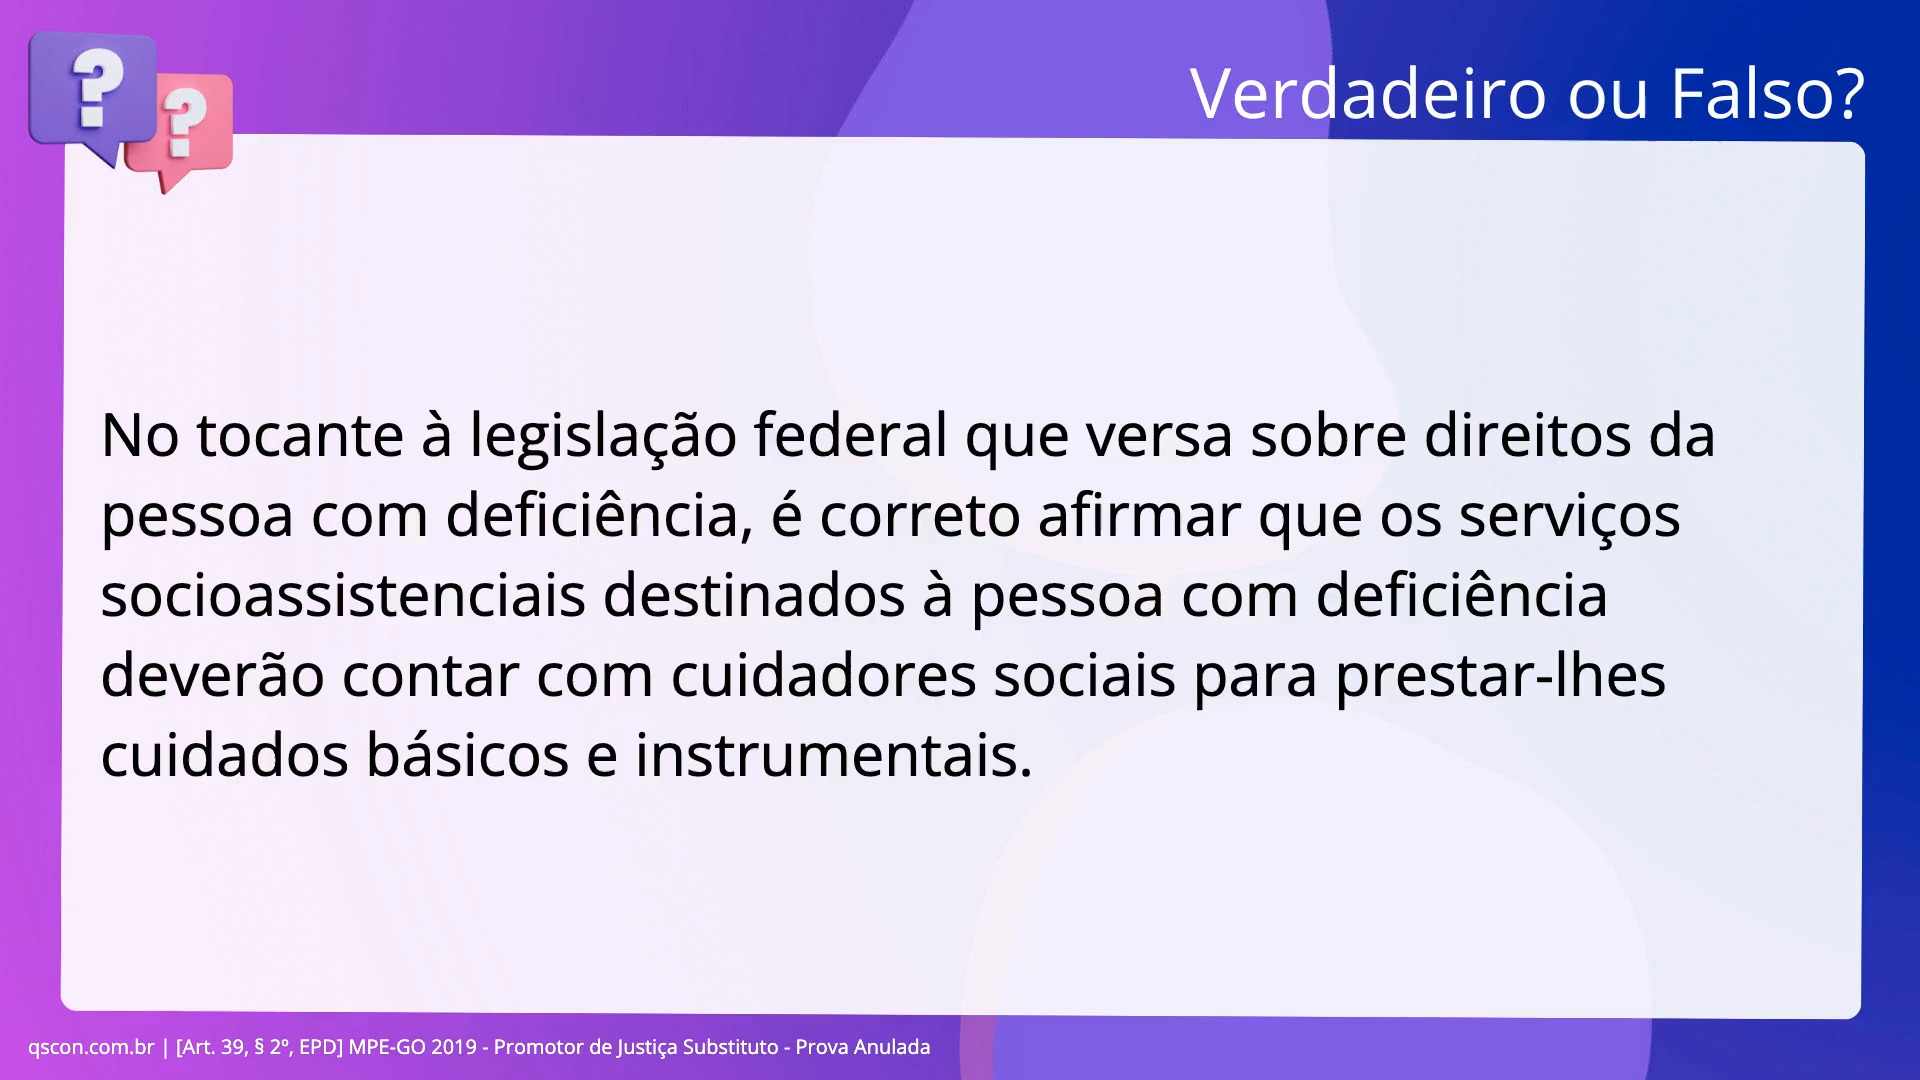 Verdadeiro ou Falso?
No tocante à legislação federal que versa sobre direitos da
pessoa com deficiência, é correto afirmar que os serviços
socioassistenciais destinados à pessoa com deficiência
deverão contar com cuidadores sociais para prestar-lhes
cuidados básicos e instrumentais.
qscon.com.br | [Art. 39, § 2º, EPD] MPE-GO 2019 - Promotor de Justiça Substituto - Prova Anulada